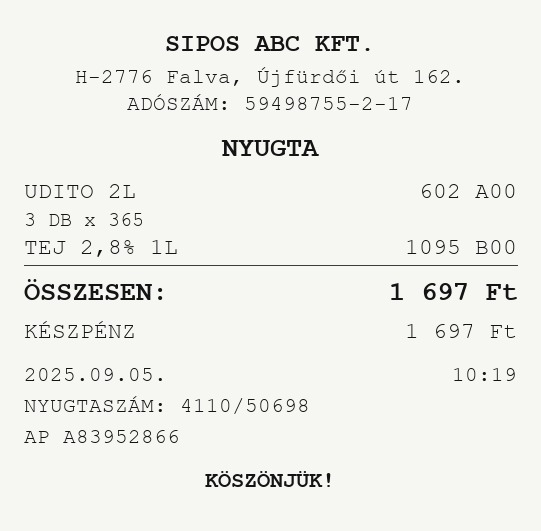 SIPOS ABC KFT.
H-2776 Falva, Újfürdői út 162.
ADÓSZÁM: 59498755-2-17
NYUGTA
UDITO 2L 602 A00
3 DB x 365
TEJ 2,8% 1L 1095 B00
ÖSSZESEN: 1 697 Ft
KÉSZPÉNZ 1 697 Ft
2025.09.05. 10:19
NYUGTASZÁM: 4110/50698
AP A83952866
KÖSZÖNJÜK!